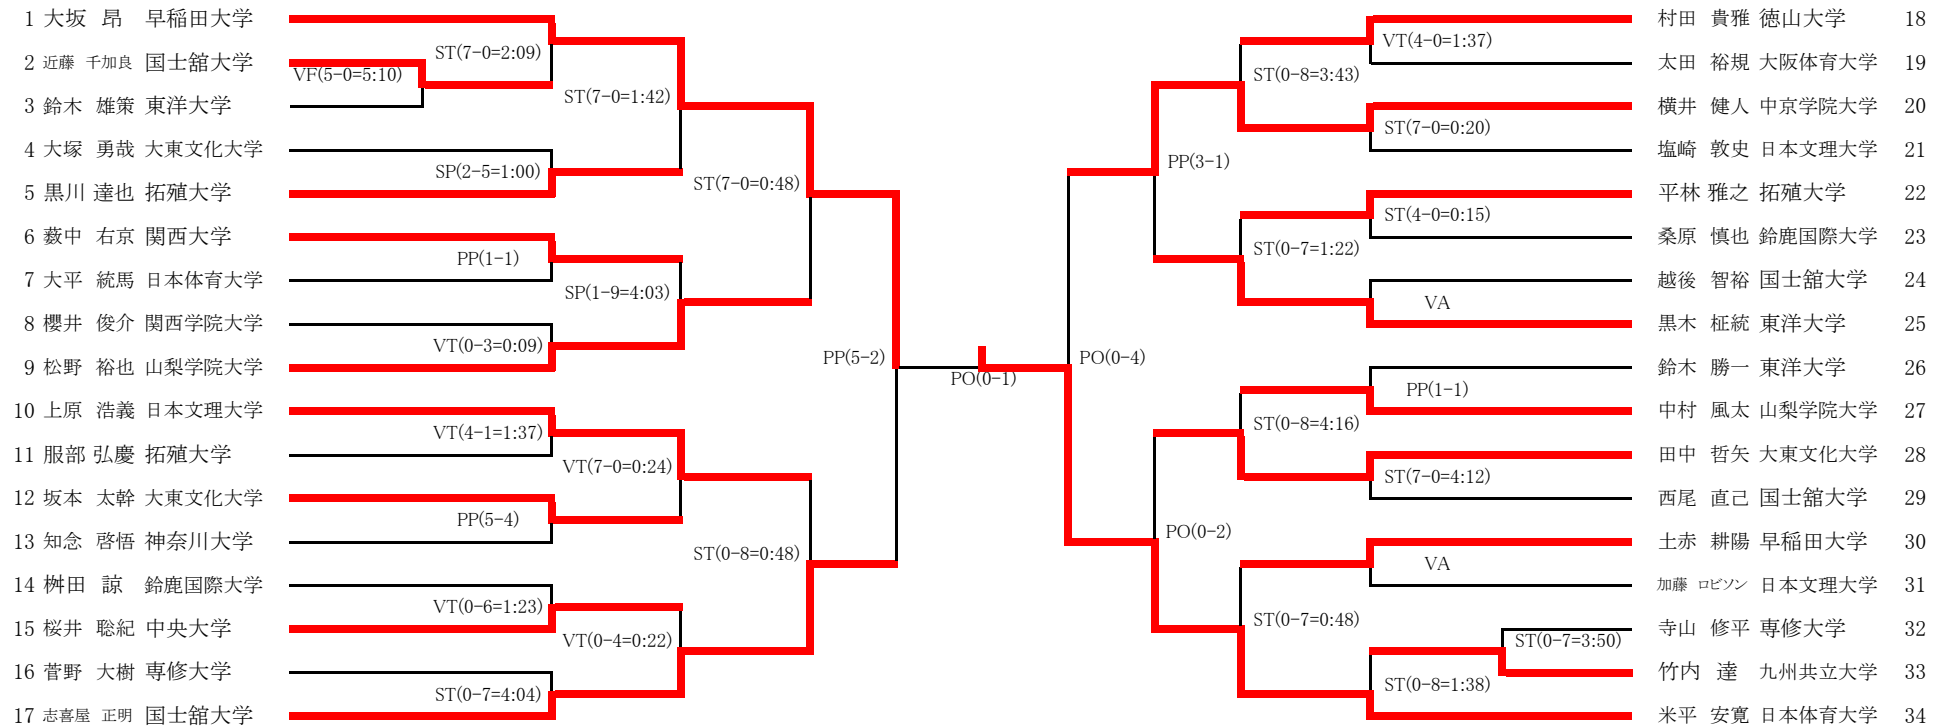 1 大坂 昂 早稲田大学
2 近藤 千加良 国士舘大学
3 鈴木 雄策 東洋大学
4 大塚 勇哉 大東文化大学
5 黒川 達也 拓殖大学
6 薮中 右京 関西大学
7 大平 統馬 日本体育大学
8 櫻井 俊介 関西学院大学
9 松野 裕也 山梨学院大学
10 上原 浩義 日本文理大学
11 服部 弘慶 拓殖大学
12 坂本 太幹 大東文化大学
13 知念 啓悟 神奈川大学
14 桝田 諒 鈴鹿国際大学
15 桜井 聡紀 中央大学
16 菅野 大樹 専修大学
17 志喜屋 正明 国士舘大学
ST(7-0=2:09)
VF(5-0=5:10)
ST(7-0=1:42)
SP(2-5=1:00)
ST(7-0=0:48)
PP(1-1)
SP(1-9=4:03)
VT(0-3=0:09)
PP(5-2)
VT(4-1=1:37)
VT(7-0=0:24)
PP(5-4)
ST(0-8=0:48)
VT(0-6=1:23)
VT(0-4=0:22)
ST(0-7=4:04)
PO(0-1)
VT(4-0=1:37)
ST(0-8=3:43)
ST(7-0=0:20)
PP(3-1)
ST(4-0=0:15)
ST(0-7=1:22)
VA
PO(0-4)
PP(1-1)
ST(0-8=4:16)
ST(7-0=4:12)
PO(0-2)
VA
ST(0-7=0:48)
ST(0-7=3:50)
ST(0-8=1:38)
村田 貴雅 徳山大学 18
太田 裕規 大阪体育大学 19
横井 健人 中京学院大学 20
塩崎 敦史 日本文理大学 21
平林 雅之 拓殖大学 22
桑原 慎也 鈴鹿国際大学 23
越後 智裕 国士舘大学 24
黒木 柾統 東洋大学 25
鈴木 勝一 東洋大学 26
中村 風太 山梨学院大学 27
田中 哲矢 大東文化大学 28
西尾 直己 国士舘大学 29
土赤 耕陽 早稲田大学 30
加藤 ロビソン 日本文理大学 31
寺山 修平 専修大学 32
竹内 達 九州共立大学 33
米平 安寛 日本体育大学 34